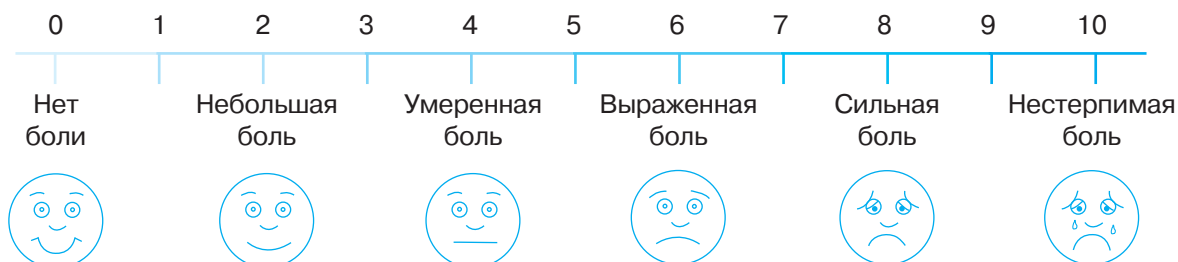 0 1 2 3 4 5 6 7 8 9 10
Нет Небольшая Умеренная Выраженная Сильная Нестерпимая
боли боль боль боль боль боль